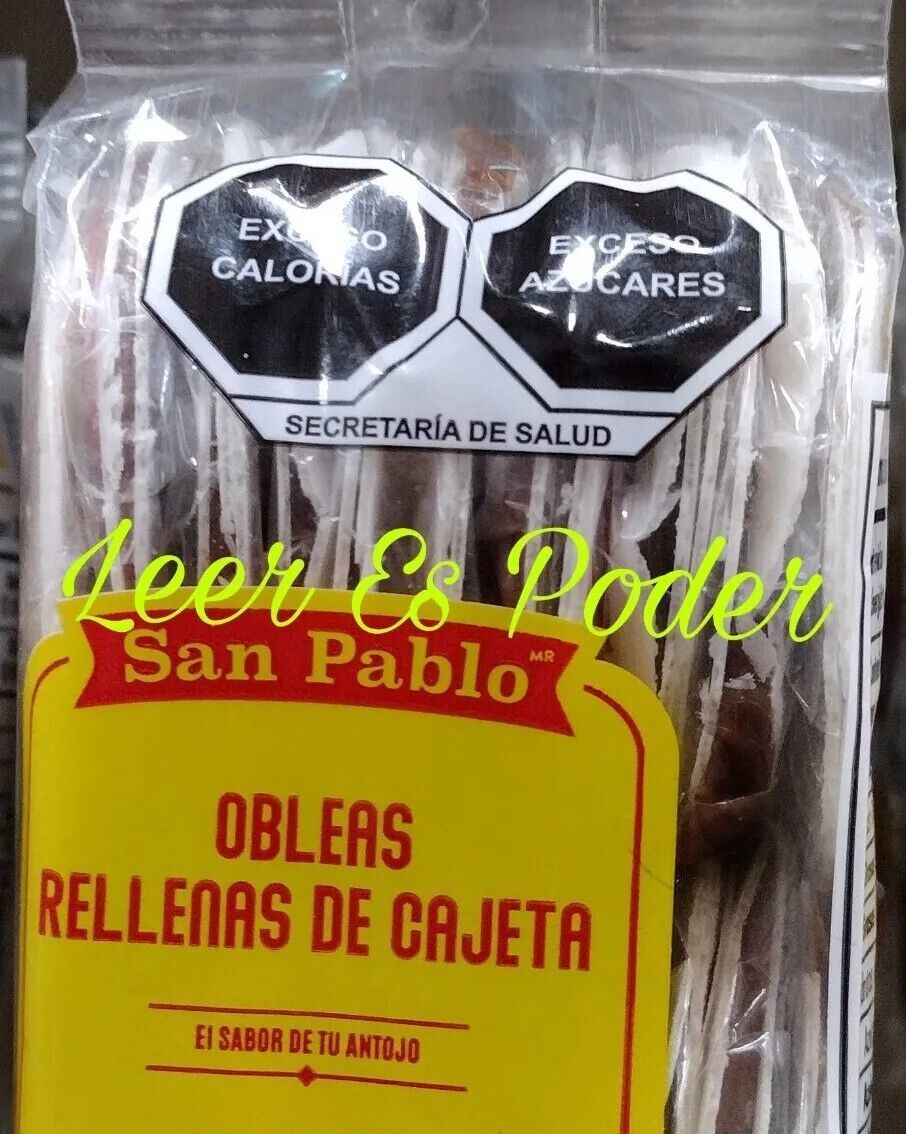 EXCESO
CALORÍAS
EXCESO
AZÚCARES
SECRETARÍA DE SALUD
Leer Es Poder
San Pablo MR
OBLEAS
RELLENAS DE CAJETA
El SABOR DE TU ANTOJO